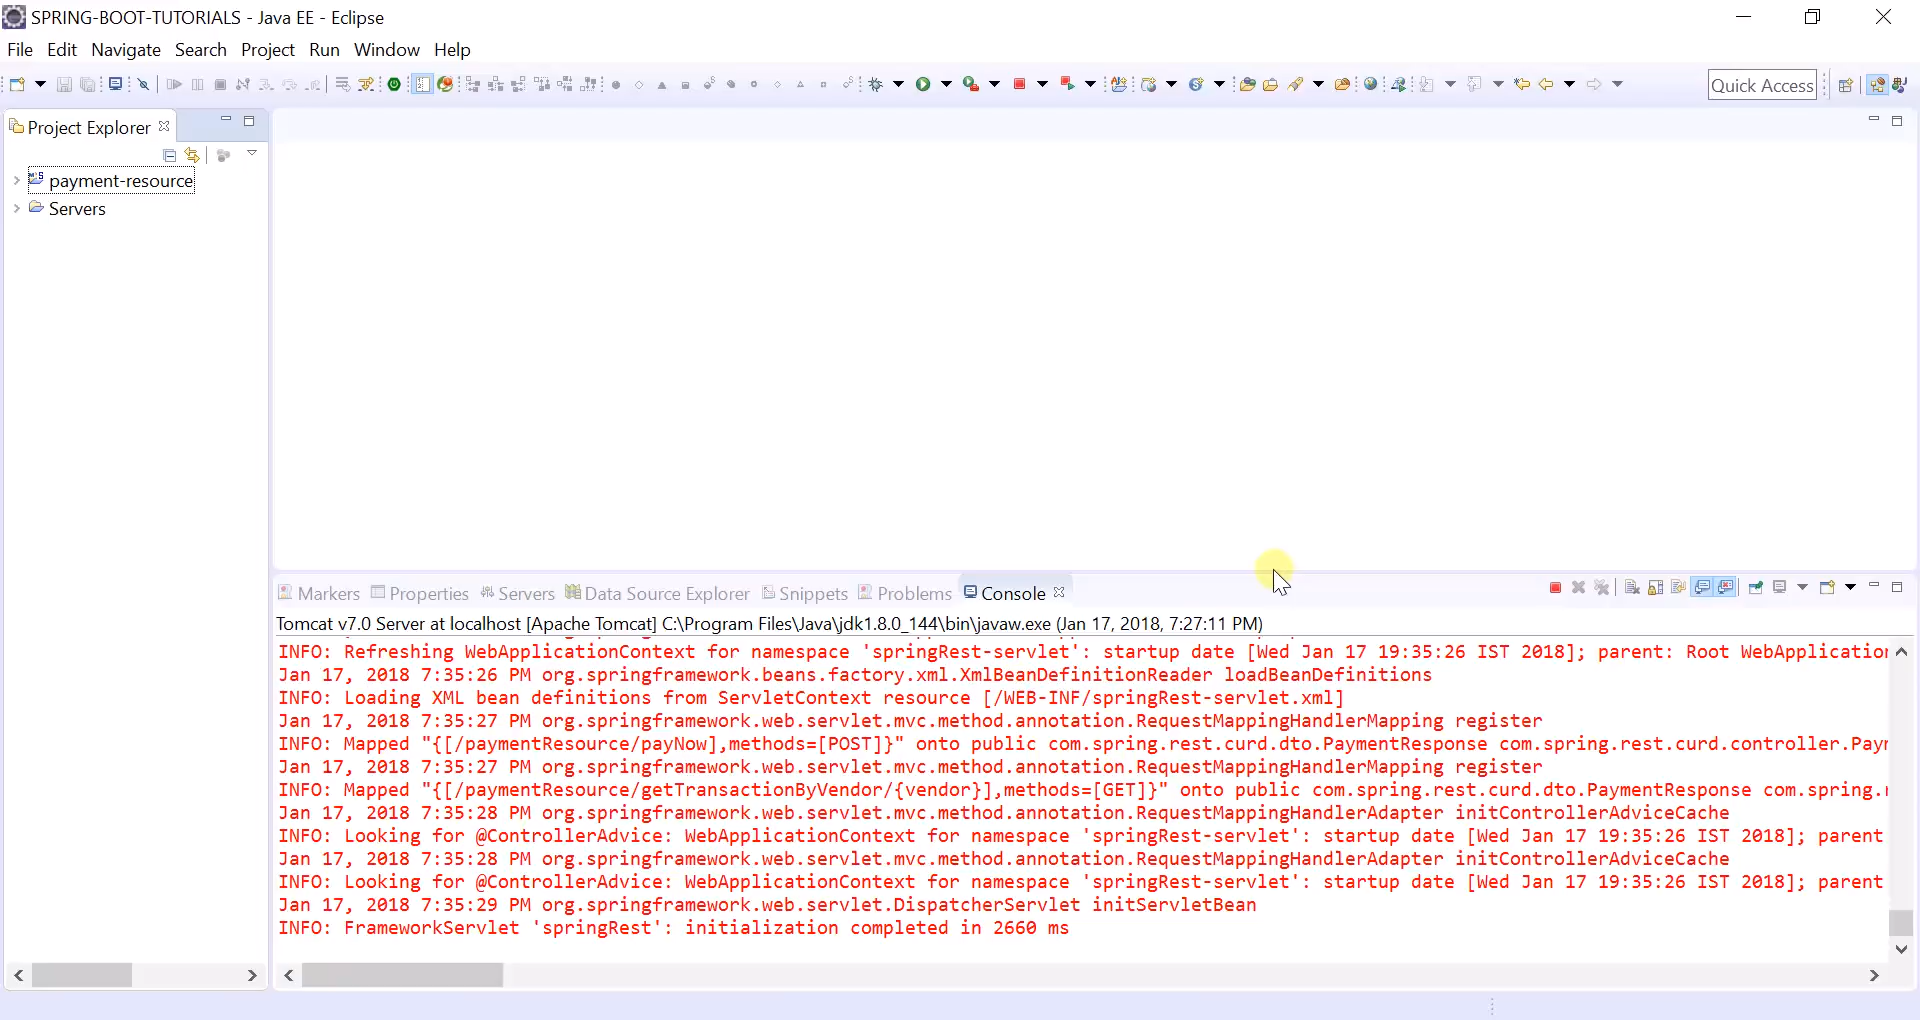 SPRING-BOOT-TUTORIALS - Java EE - Eclipse
File Edit Navigate Search Project Run Window Help
Quick Access
Project Explorer
payment-resource
Servers
Markers Properties Servers Data Source Explorer Snippets Problems Console
Tomcat v7.0 Server at localhost [Apache Tomcat] C:\Program Files\Java\jdk1.8.0_144\bin\javaw.exe (Jan 17, 2018, 7:27:11 PM)
INFO: Refreshing WebApplicationContext for namespace 'springRest-servlet': startup date [Wed Jan 17 19:35:26 IST 2018]; parent: Root WebApplication
Jan 17, 2018 7:35:26 PM org.springframework.beans.factory.xml.XmlBeanDefinitionReader loadBeanDefinitions
INFO: Loading XML bean definitions from ServletContext resource [/WEB-INF/springRest-servlet.xml]
Jan 17, 2018 7:35:27 PM org.springframework.web.servlet.mvc.method.annotation.RequestMappingHandlerMapping register
INFO: Mapped "{[/paymentResource/payNow],methods=[POST]}" onto public com.spring.rest.curd.dto.PaymentResponse com.spring.rest.curd.controller.Pay
Jan 17, 2018 7:35:27 PM org.springframework.web.servlet.mvc.method.annotation.RequestMappingHandlerMapping register
INFO: Mapped "{[/paymentResource/getTransactionByVendor/{vendor}],methods=[GET]}" onto public com.spring.rest.curd.dto.PaymentResponse com.spring.
Jan 17, 2018 7:35:28 PM org.springframework.web.servlet.mvc.method.annotation.RequestMappingHandlerAdapter initControllerAdviceCache
INFO: Looking for @ControllerAdvice: WebApplicationContext for namespace 'springRest-servlet': startup date [Wed Jan 17 19:35:26 IST 2018]; parent
Jan 17, 2018 7:35:28 PM org.springframework.web.servlet.mvc.method.annotation.RequestMappingHandlerAdapter initControllerAdviceCache
INFO: Looking for @ControllerAdvice: WebApplicationContext for namespace 'springRest-servlet': startup date [Wed Jan 17 19:35:26 IST 2018]; parent
Jan 17, 2018 7:35:29 PM org.springframework.web.servlet.DispatcherServlet initServletBean
INFO: FrameworkServlet 'springRest': initialization completed in 2660 ms